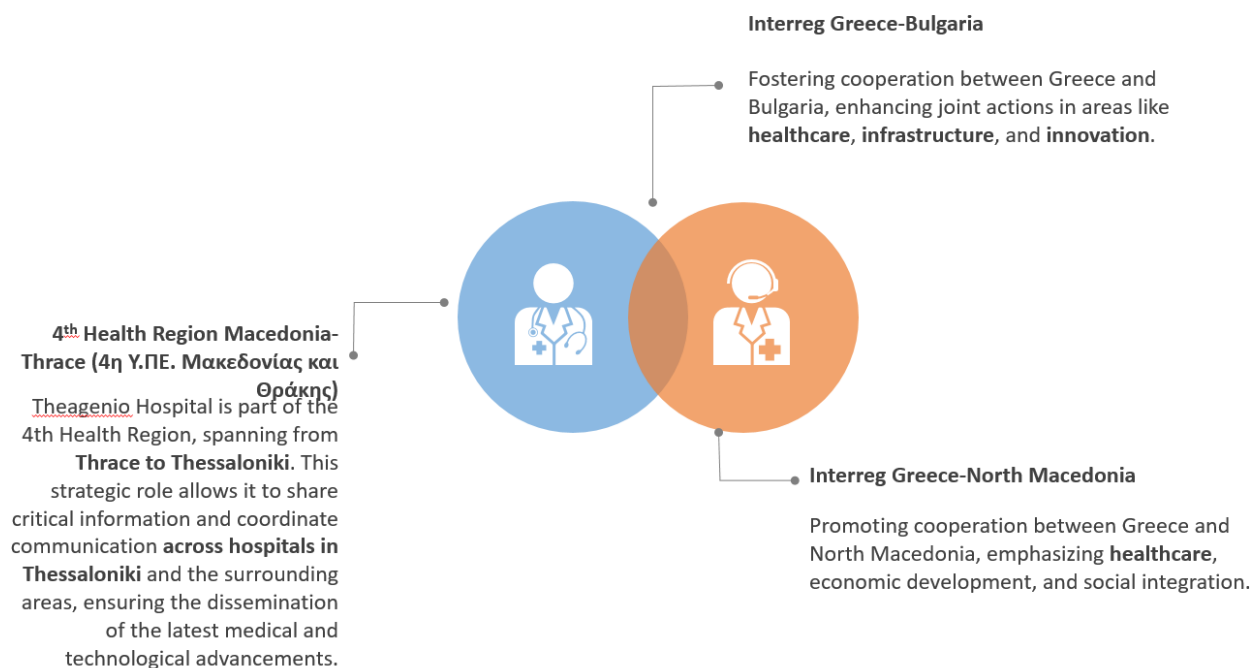 Interreg Greece-Bulgaria
Fostering cooperation between Greece and
Bulgaria, enhancing joint actions in areas like
healthcare, infrastructure, and innovation.
4th Health Region Macedonia-
Thrace (4η Υ.ΠΕ. Μακεδονίας και
Θράκης)
Theagenio Hospital is part of the
4th Health Region, spanning from
Thrace to Thessaloniki. This
strategic role allows it to share
critical information and coordinate
communication across hospitals in
Thessaloniki and the surrounding
areas, ensuring the dissemination
of the latest medical and
technological advancements.
Interreg Greece-North Macedonia
Promoting cooperation between Greece and
North Macedonia, emphasizing healthcare,
economic development, and social integration.